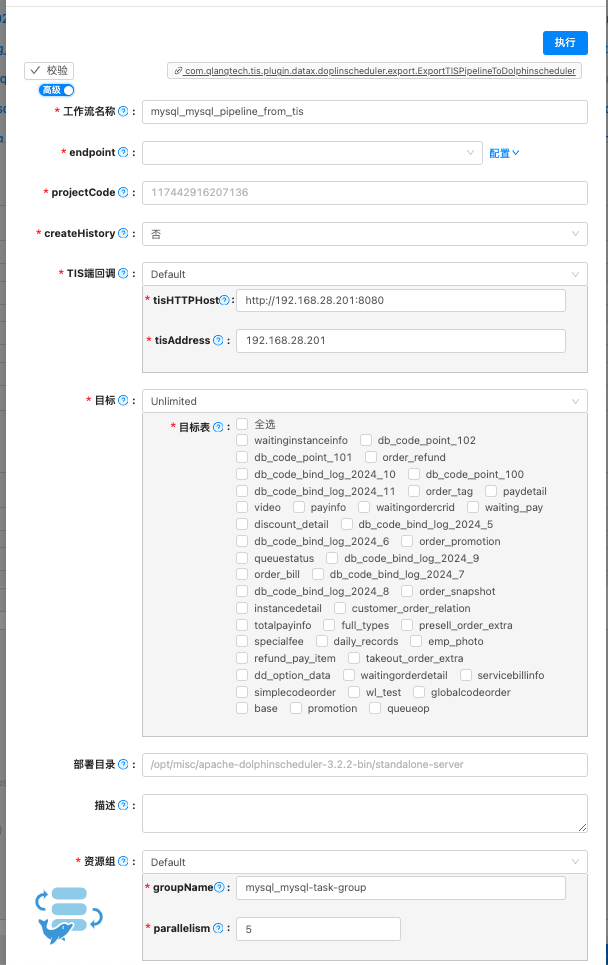 执行
校验
com.qlangtech.tis.plugin.datax.doplinscheduler.export.ExportTISPipelineToDolphinscheduler
高级
* 工作流名称 ? : mysql_mysql_pipeline_from_tis
* endpoint ? : 配置
* projectCode ? : 117442916207136
* createHistory ? : 否
* TIS端回调 ? : Default
* tisHTTPHost ? : http://192.168.28.201:8080
* tisAddress ? : 192.168.28.201
* 目标 ? : Unlimited
* 目标表 ? : 全选
waitinginstanceinfo db_code_point_102
db_code_point_101 order_refund
db_code_bind_log_2024_10 db_code_point_100
db_code_bind_log_2024_11 order_tag paydetail
video payinfo waitingordercrid waiting_pay
discount_detail db_code_bind_log_2024_5
db_code_bind_log_2024_6 order_promotion
queuestatus db_code_bind_log_2024_9
order_bill db_code_bind_log_2024_7
db_code_bind_log_2024_8 order_snapshot
instancedetail customer_order_relation
totalpayinfo full_types presell_order_extra
specialfee daily_records emp_photo
refund_pay_item takeout_order_extra
dd_option_data waitingorderdetail servicebillinfo
simplecodeorder wl_test globalcodeorder
base promotion queueop
部署目录 ? : /opt/misc/apache-dolphinscheduler-3.2.2-bin/standalone-server
描述 ? :
* 资源组 ? : Default
* groupName ? : mysql_mysql-task-group
* parallelism ? : 5